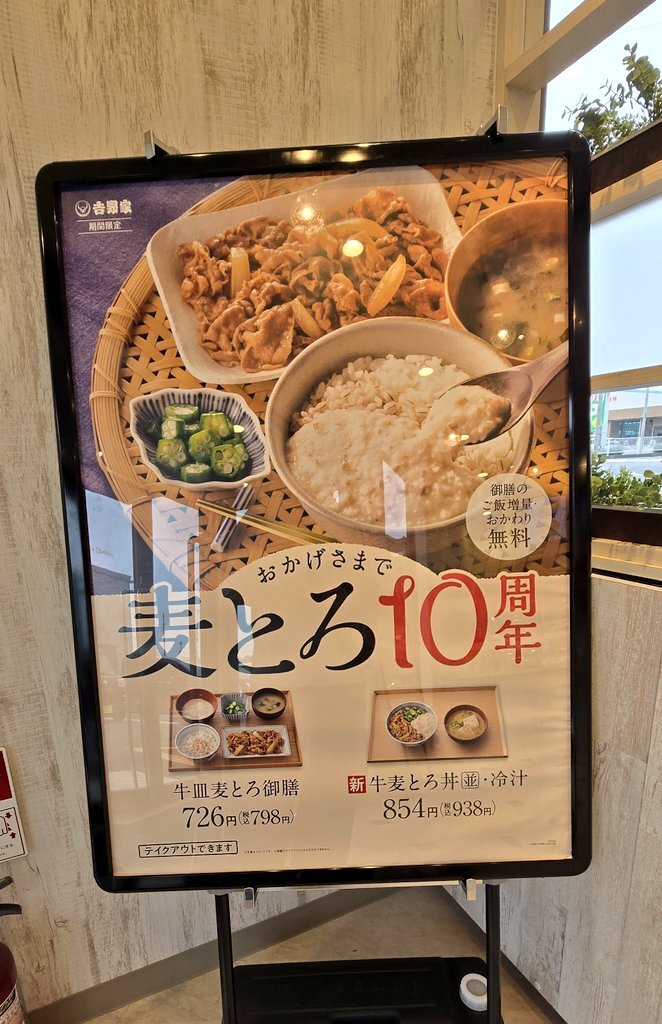 吉野家
期間限定
御膳の
ご飯増量・
おかわり
無料
おかげさまで
麦とろ10周年
牛皿麦とろ御膳
726円(税込798円)
新 牛麦とろ丼 並・冷汁
854円(税込938円)
テイクアウトできます